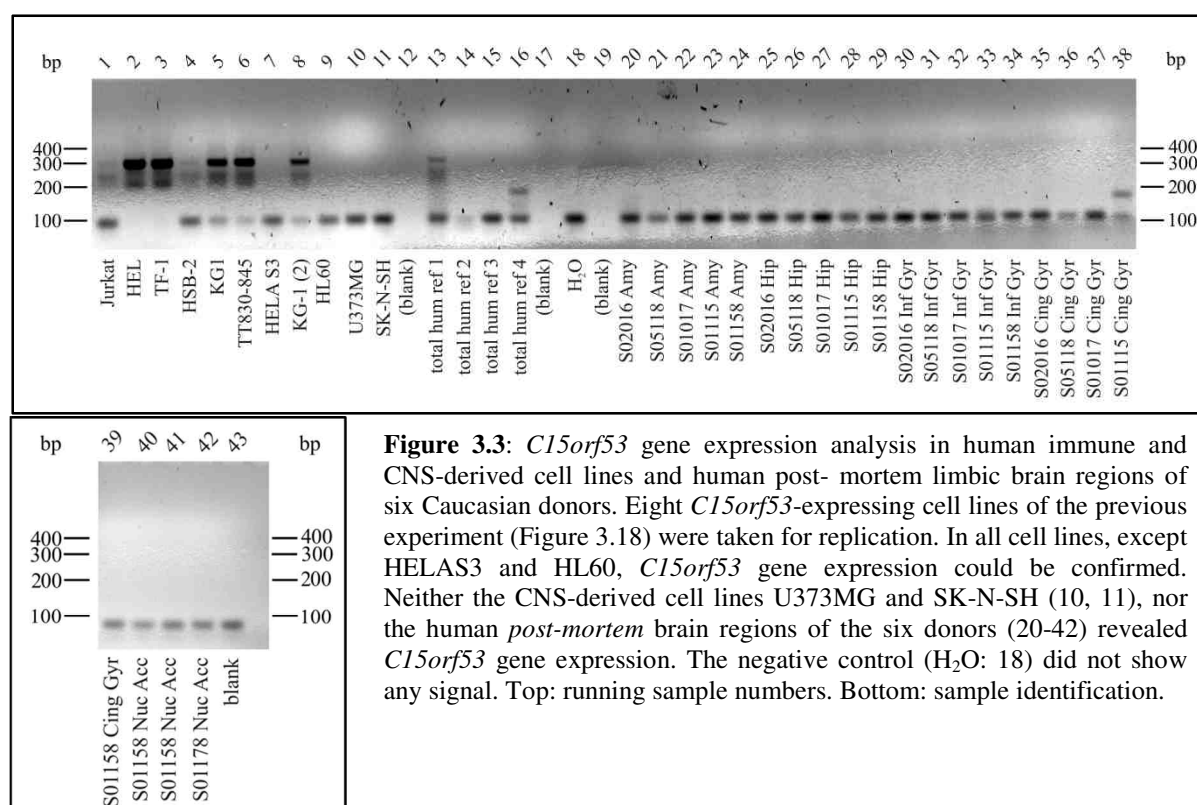 bp 1 2 3 4 5 6 7 8 9 10 11 12 13 14 15 16 17 18 19 20 21 22 23 24 25 26 27 28 29 30 31 32 33 34 35 36 37 38 bp
400 400
300 300
200 200
100 100
Jurkat
HEL
TF-1
HSB-2
KG1
TT830-845
HELA S3
KG-1 (2)
HL60
U373MG
SK-N-SH
(blank)
total hum ref 1
total hum ref 2
total hum ref 3
total hum ref 4
(blank)
H₂O
(blank)
S02016 Amy
S05118 Amy
S01017 Amy
S01115 Amy
S01158 Amy
S02016 Hip
S05118 Hip
S01017 Hip
S01115 Hip
S01158 Hip
S02016 Inf Gyr
S05118 Inf Gyr
S01017 Inf Gyr
S01115 Inf Gyr
S01158 Inf Gyr
S02016 Cing Gyr
S05118 Cing Gyr
S01017 Cing Gyr
S01115 Cing Gyr
bp 39 40 41 42 43 bp
400 400
300 300
200 200
100 100
S01158 Cing Gyr
S01158 Nuc Acc
S01158 Nuc Acc
S01178 Nuc Acc
blank
Figure 3.3: C15orf53 gene expression analysis in human immune and
CNS-derived cell lines and human post- mortem limbic brain regions of
six Caucasian donors. Eight C15orf53-expressing cell lines of the previous
experiment (Figure 3.18) were taken for replication. In all cell lines, except
HELAS3 and HL60, C15orf53 gene expression could be confirmed.
Neither the CNS-derived cell lines U373MG and SK-N-SH (10, 11), nor
the human post-mortem brain regions of the six donors (20-42) revealed
C15orf53 gene expression. The negative control (H₂O: 18) did not show
any signal. Top: running sample numbers. Bottom: sample identification.